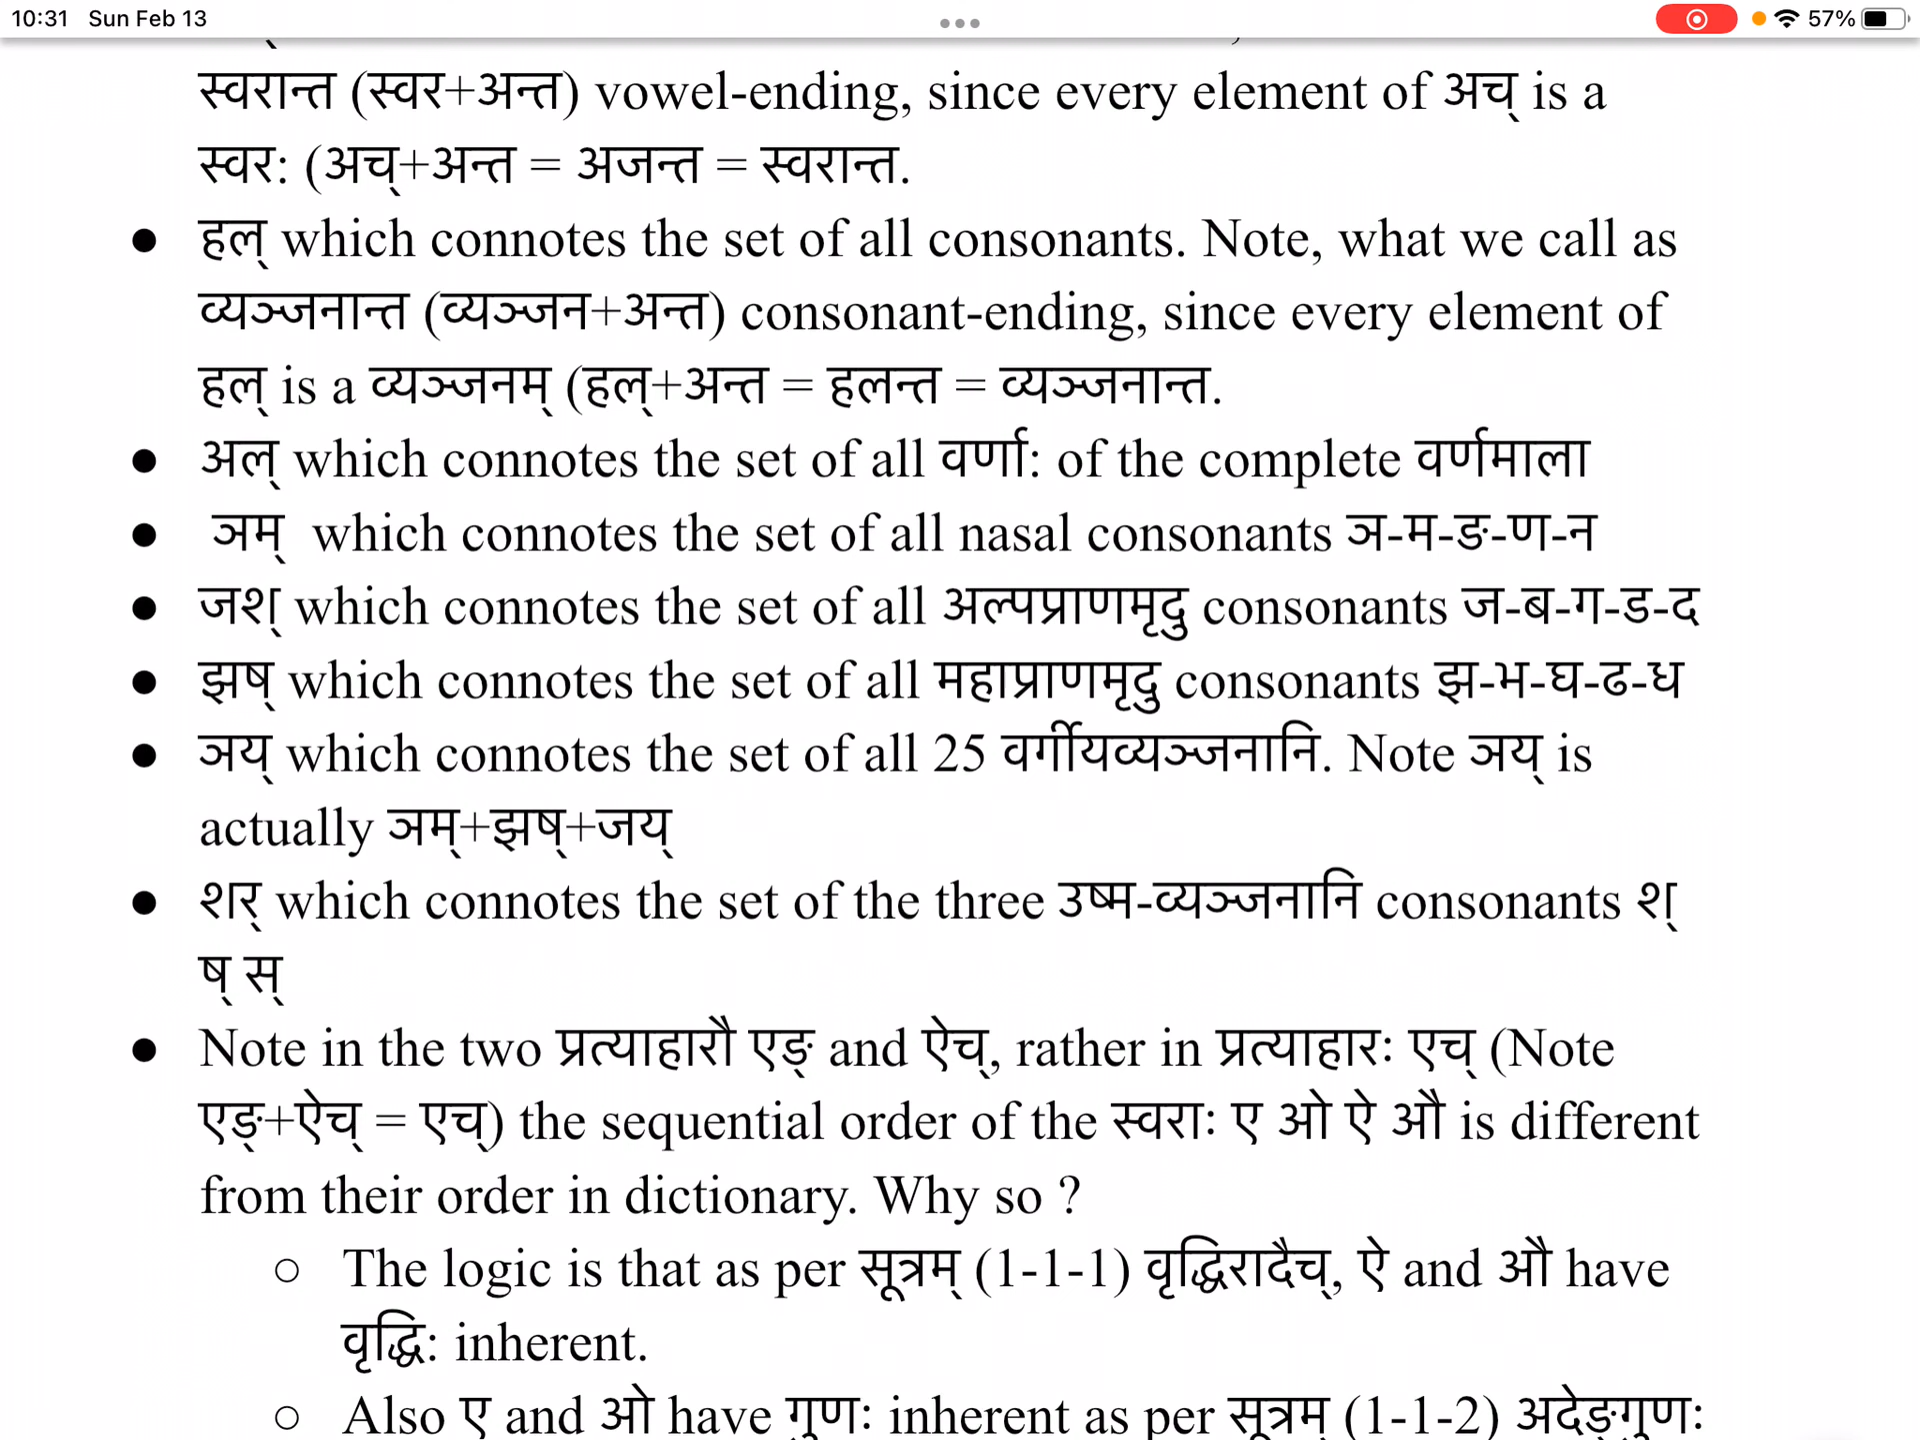 10:31 Sun Feb 13
57%
स्वरान्त (स्वर+अन्त) vowel-ending, since every element of अच् is a
स्वर: (अच्+अन्त = अजन्त = स्वरान्त.
● हल् which connotes the set of all consonants. Note, what we call as
व्यञ्जनान्त (व्यञ्जन+अन्त) consonant-ending, since every element of
हल् is a व्यञ्जनम् (हल्+अन्त = हलन्त = व्यञ्जनान्त.
● अल् which connotes the set of all वर्णा: of the complete वर्णमाला
● ञम् which connotes the set of all nasal consonants ञ-म-ङ-ण-न
● जश् which connotes the set of all अल्पप्राणमृदु consonants ज-ब-ग-ड-द
● झष् which connotes the set of all महाप्राणमृदु consonants झ-भ-घ-ढ-ध
● ञय् which connotes the set of all 25 वर्गीयव्यञ्जनानि. Note ञय् is
actually ञम्+झष्+जय्
● शर् which connotes the set of the three उष्म-व्यञ्जनानि consonants श्
ष् स्
● Note in the two प्रत्याहारौ एङ् and ऐच्, rather in प्रत्याहारः एच् (Note
एङ्+ऐच् = एच्) the sequential order of the स्वराः ए ओ ऐ औ is different
from their order in dictionary. Why so ?
○ The logic is that as per सूत्रम् (1-1-1) वृद्धिरादैच्, ऐ and औ have
वृद्धि: inherent.
○ Also ए and ओ have गुणः inherent as per सूत्रम् (1-1-2) अदेङ्गुणः